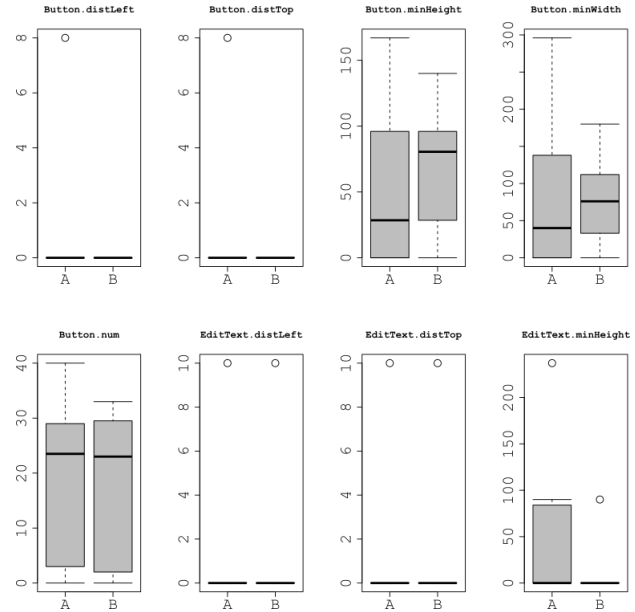 Button.distLeft
8
6
4
2
0
A B
Button.distTop
8
6
4
2
0
A B
Button.minHeight
150
100
50
0
A B
Button.minWidth
300
200
100
50
0
A B
Button.num
40
30
20
10
0
A B
EditText.distLeft
10
8
6
4
2
0
A B
EditText.distTop
10
8
6
4
2
0
A B
EditText.minHeight
200
150
100
50
0
A B